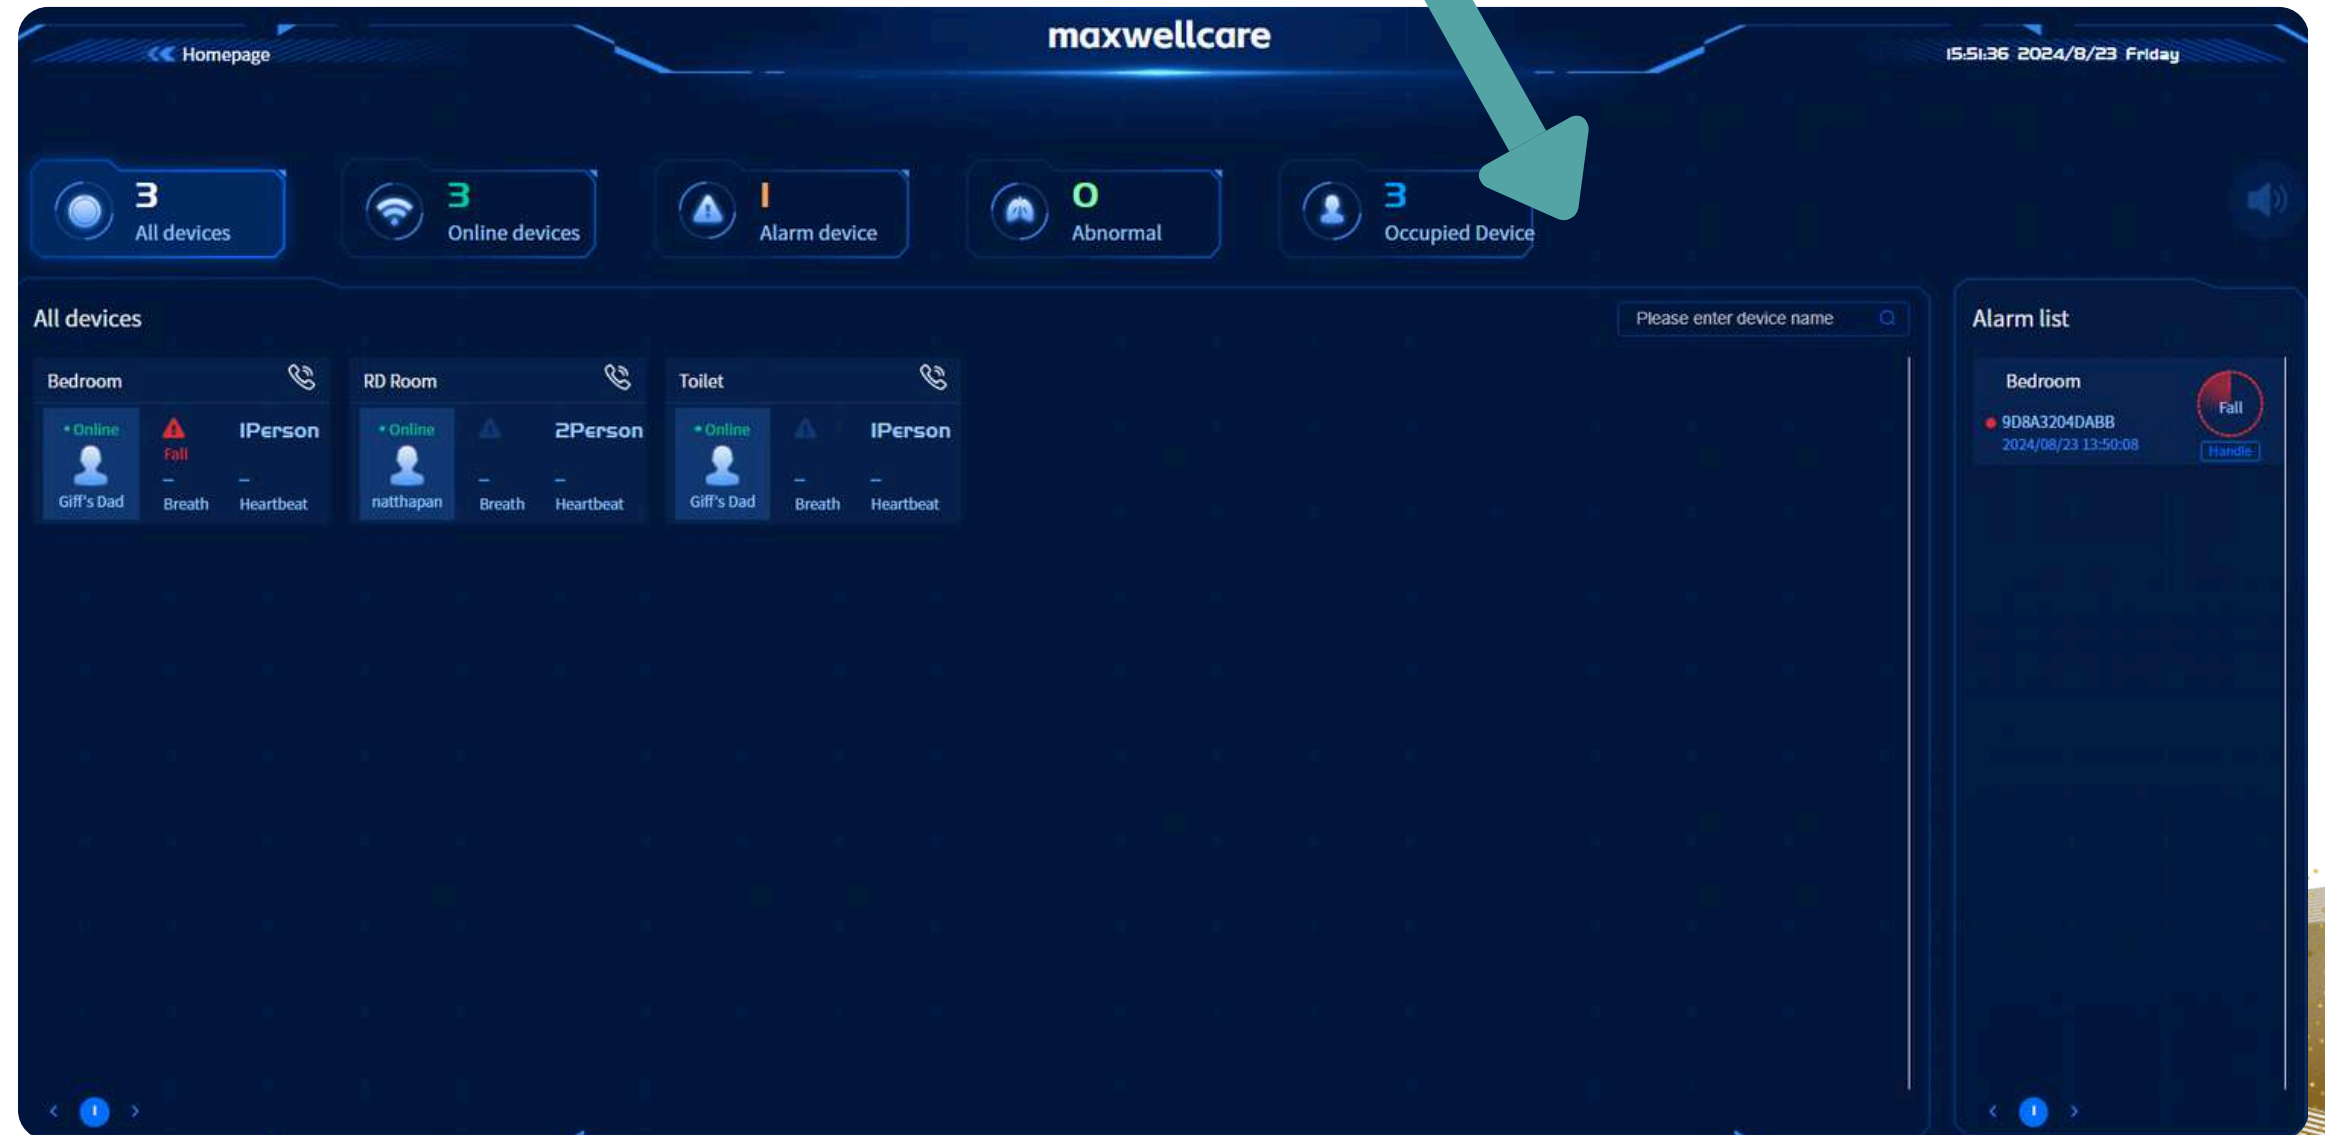 Homepage
maxwellcare
15:51:36 2024/8/23 Friday
3
All devices
3
Online devices
1
Alarm device
0
Abnormal
3
Occupied Device
All devices
Please enter device name
Bedroom
Online
Giff's Dad
Fall
1Person
–
Breath
–
Heartbeat
RD Room
Online
natthapan
2Person
–
Breath
–
Heartbeat
Toilet
Online
Giff's Dad
1Person
–
Breath
–
Heartbeat
< 1 >
Alarm list
Bedroom
9D8A3204DABB
2024/08/23 13:50:08
Fall
Handle
< 1 >